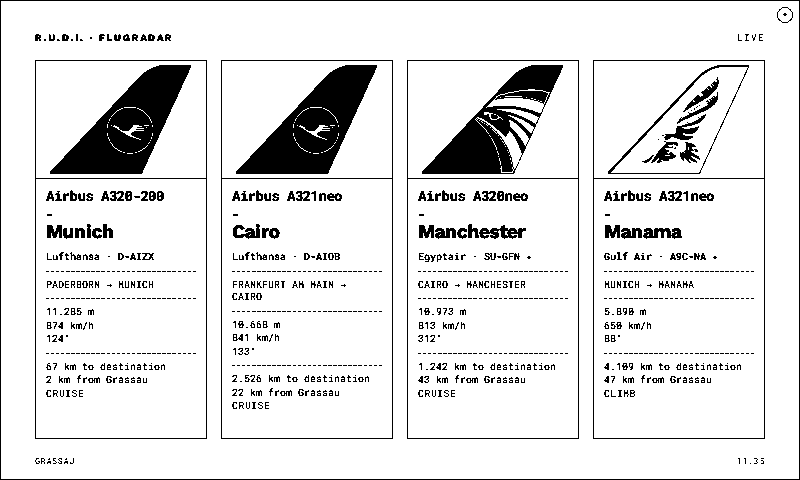 R.U.D.I. · FLUGRADAR
LIVE
Airbus A320-200
–
Munich
Lufthansa · D-AIZX
PADERBORN → MUNICH
11.285 m
874 km/h
124°
67 km to destination
2 km from Grassau
CRUISE
Airbus A321neo
–
Cairo
Lufthansa · D-AIOB
FRANKFURT AM MAIN →
CAIRO
10.668 m
841 km/h
133°
2.526 km to destination
22 km from Grassau
CRUISE
Airbus A320neo
–
Manchester
Egyptair · SU-GFN ✦
CAIRO → MANCHESTER
10.973 m
813 km/h
312°
1.242 km to destination
43 km from Grassau
CRUISE
Airbus A321neo
–
Manama
Gulf Air · A9C-NA ✦
MUNICH → MANAMA
5.890 m
650 km/h
88°
4.109 km to destination
47 km from Grassau
CLIMB
GRASSAU
11:35